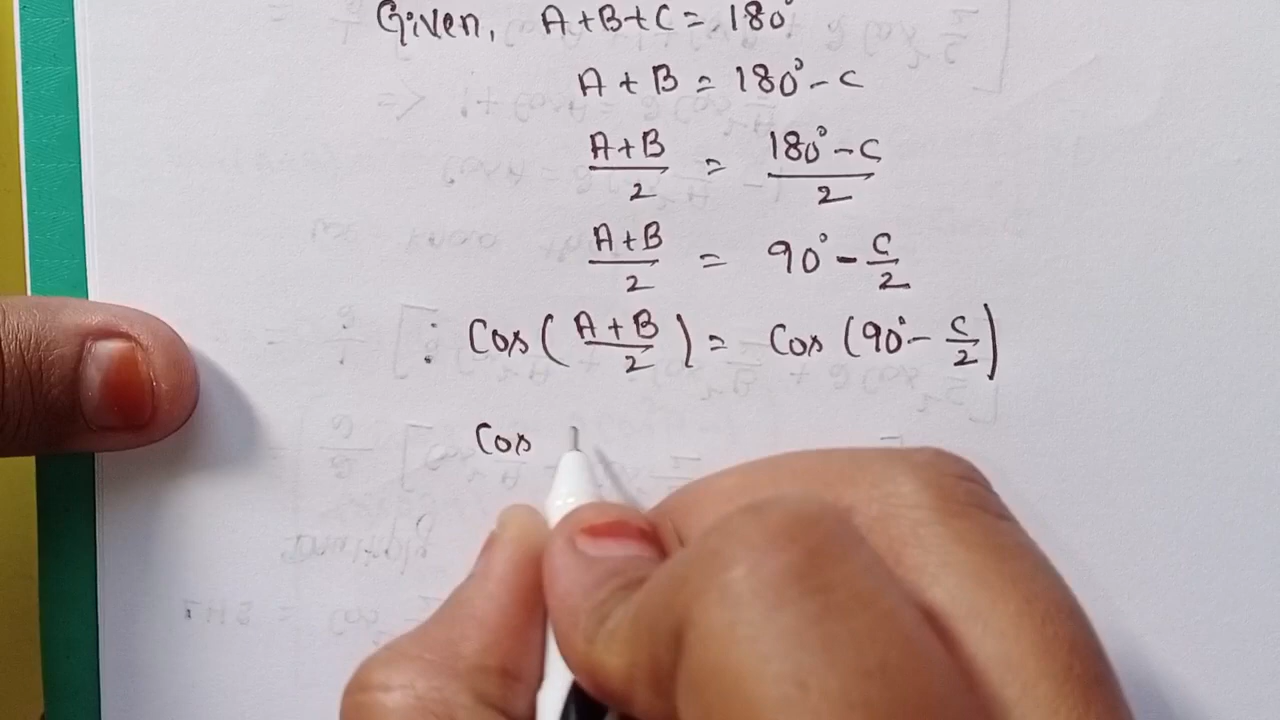 Given, A+B+C = 180°
A + B = 180° - C
A+B/2 = 180° - C/2
A+B/2 = 90° - C/2
: Cos(A+B/2) = Cos(90° - C/2)
Cos